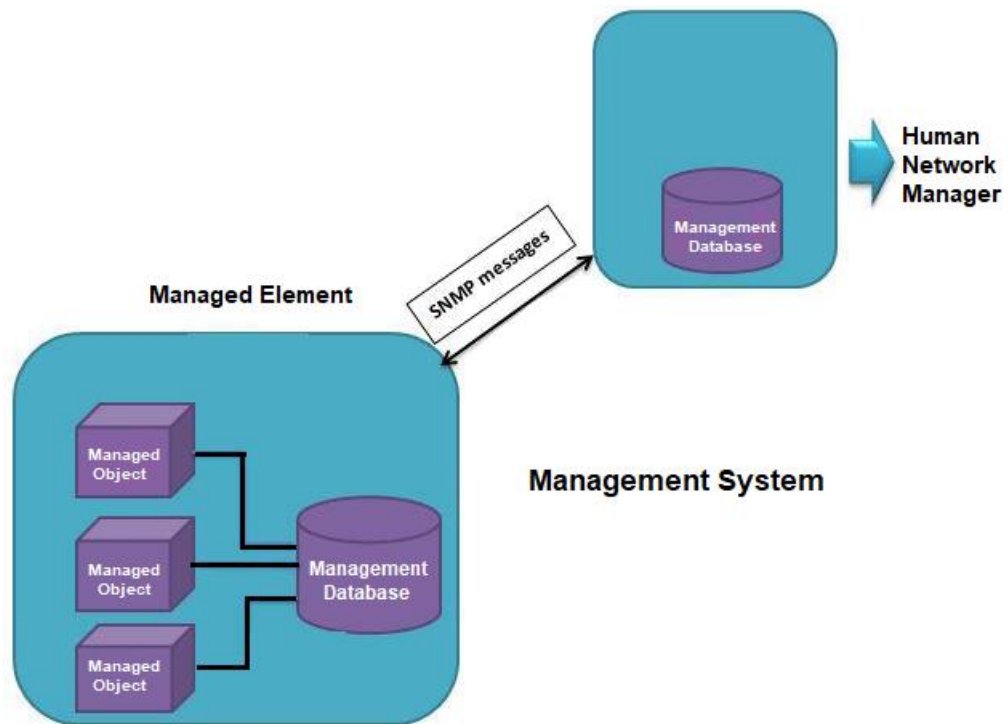 Human
Network
Manager
Management
Database
SNMP messages
Managed Element
Managed
Object
Management System
Managed
Object
Management
Database
Managed
Object